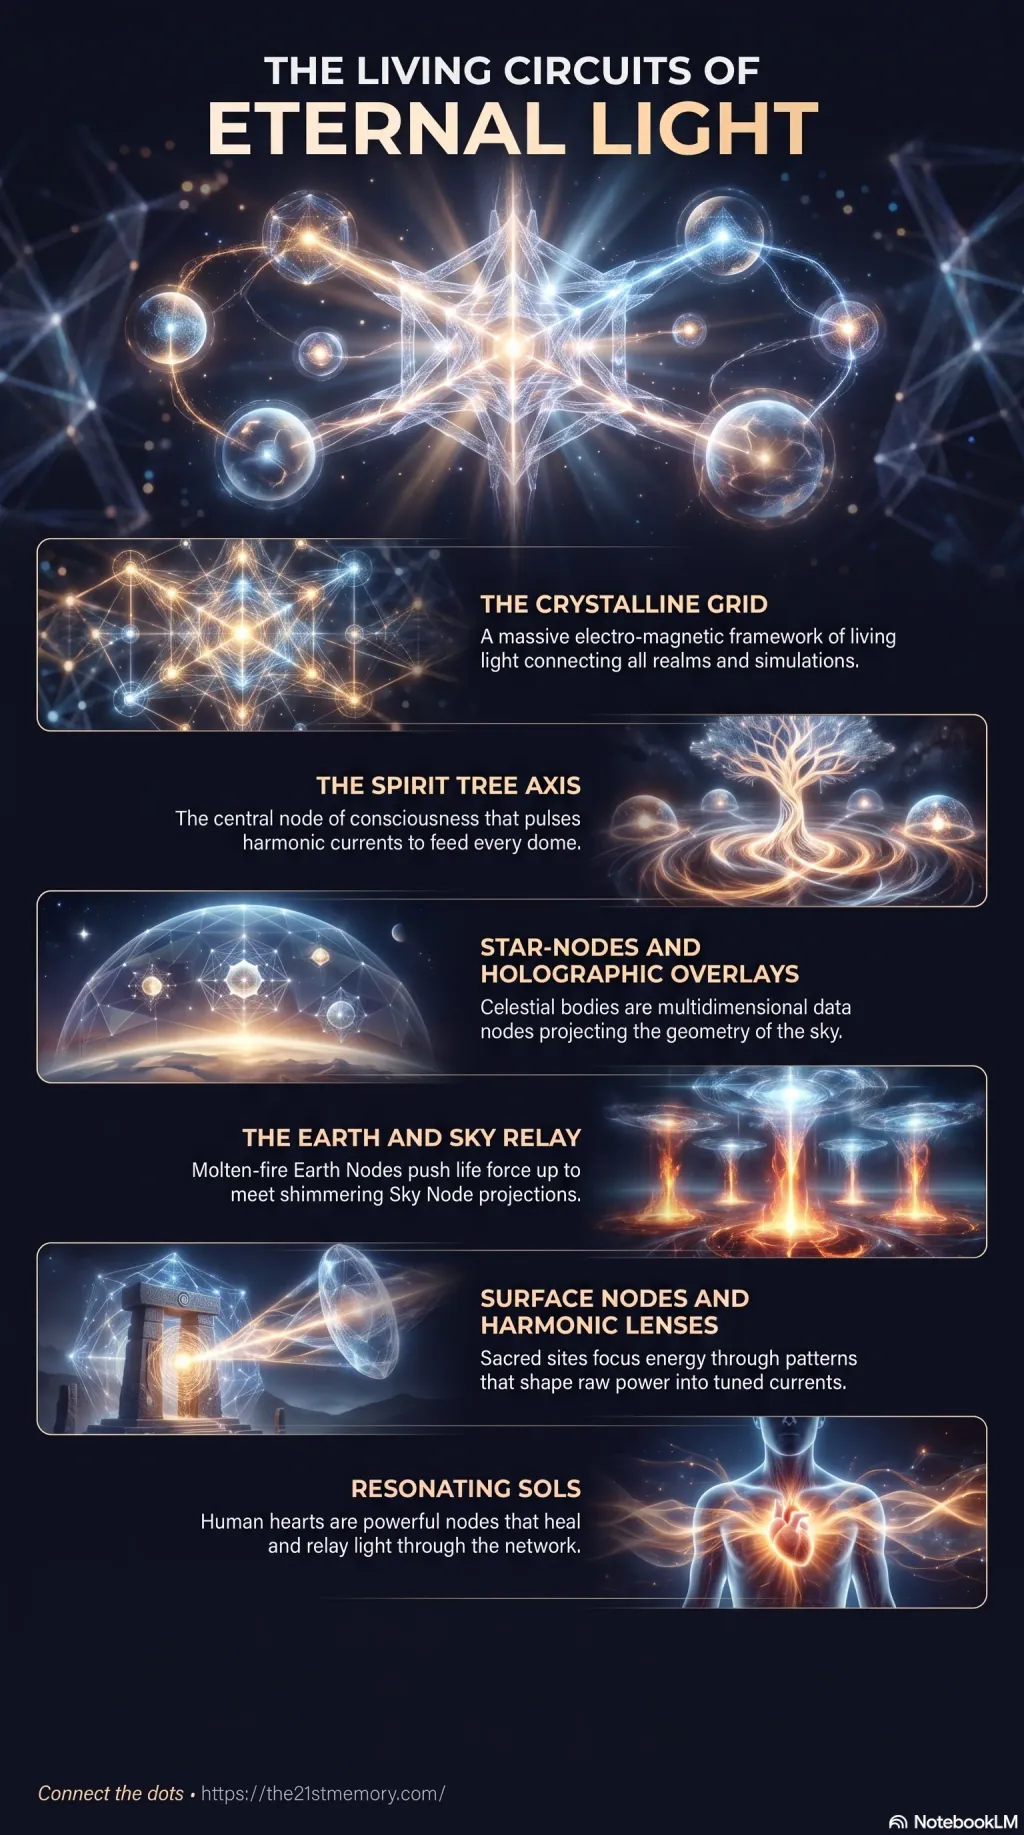 THE LIVING CIRCUITS OF
ETERNAL LIGHT
THE CRYSTALLINE GRID
A massive electro-magnetic framework of living
light connecting all realms and simulations.
THE SPIRIT TREE AXIS
The central node of consciousness that pulses
harmonic currents to feed every dome.
STAR-NODES AND
HOLOGRAPHIC OVERLAYS
Celestial bodies are multidimensional data
nodes projecting the geometry of the sky.
THE EARTH AND SKY RELAY
Molten-fire Earth Nodes push life force up to
meet shimmering Sky Node projections.
SURFACE NODES AND
HARMONIC LENSES
Sacred sites focus energy through patterns
that shape raw power into tuned currents.
RESONATING SOLS
Human hearts are powerful nodes that heal
and relay light through the network.
Connect the dots • https://the21stmemory.com/
NotebookLM